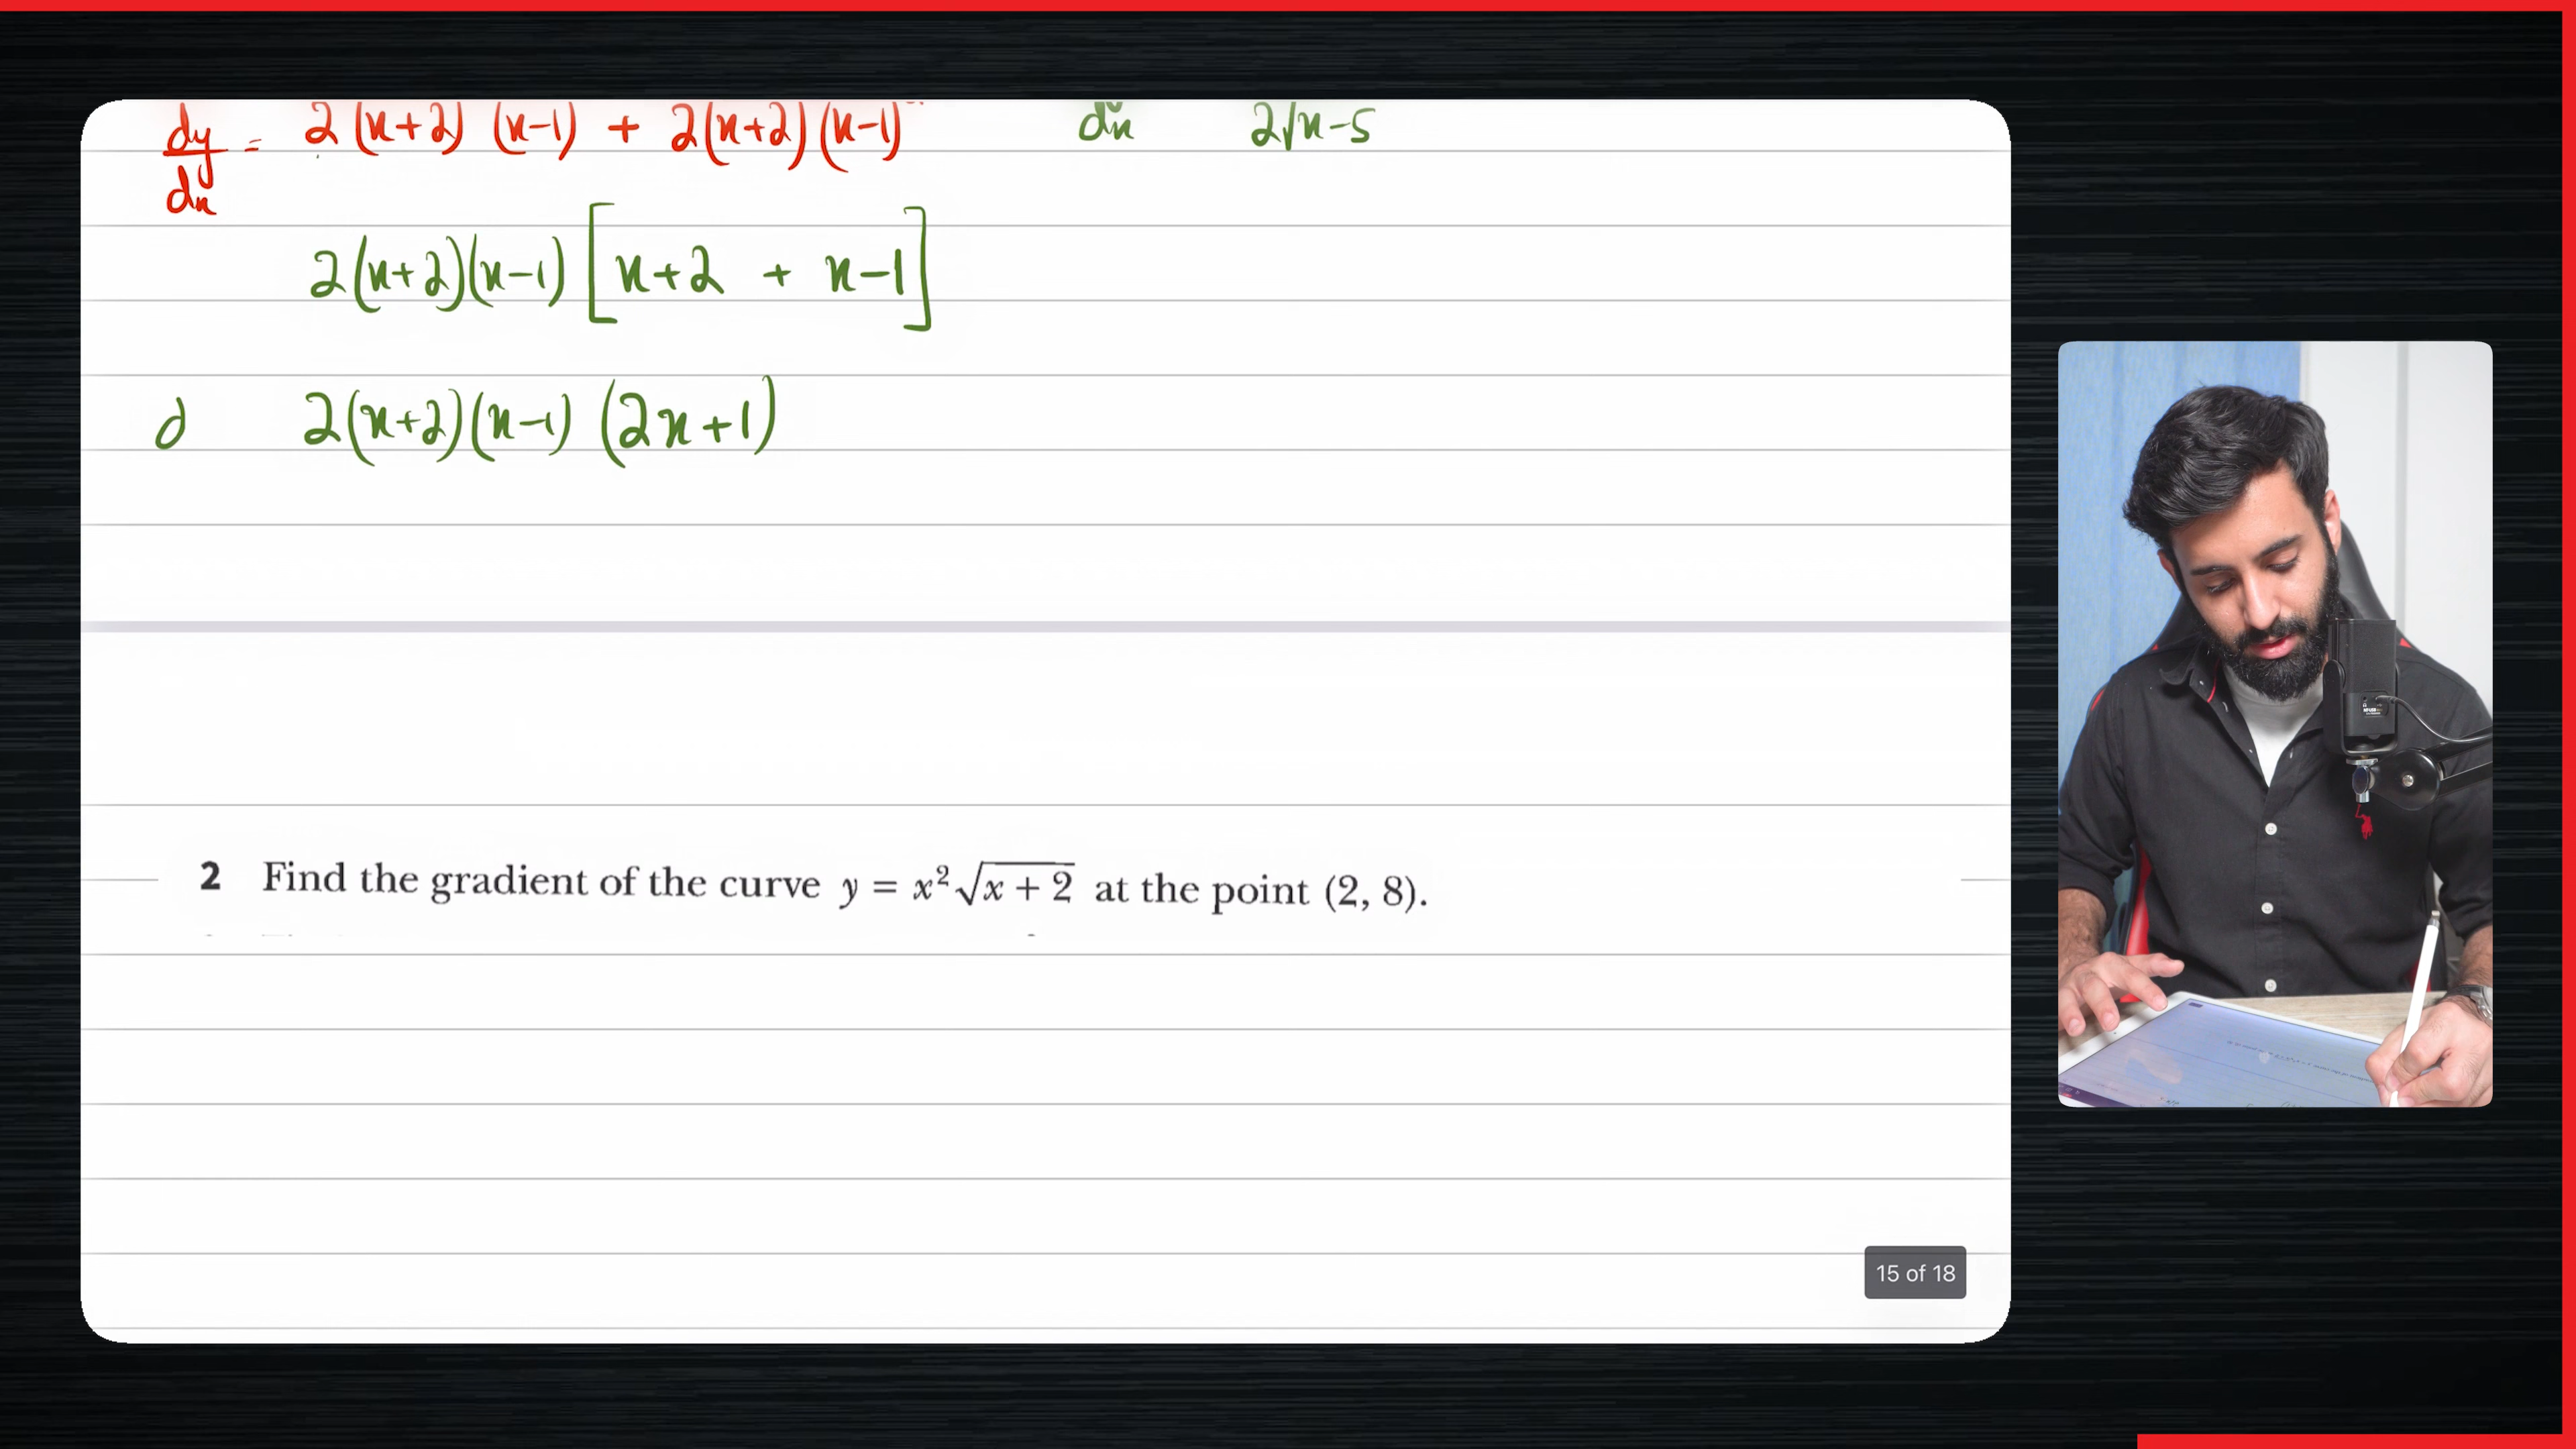 dy/dx = 2(x+2) (x-1) + 2(x+2)(x-1)
dx 2√x-5
2(x+2)(x-1) [x+2 + x-1]
d 2(x+2)(x-1) (2x+1)
2 Find the gradient of the curve y = x²√(x + 2) at the point (2, 8).
15 of 18